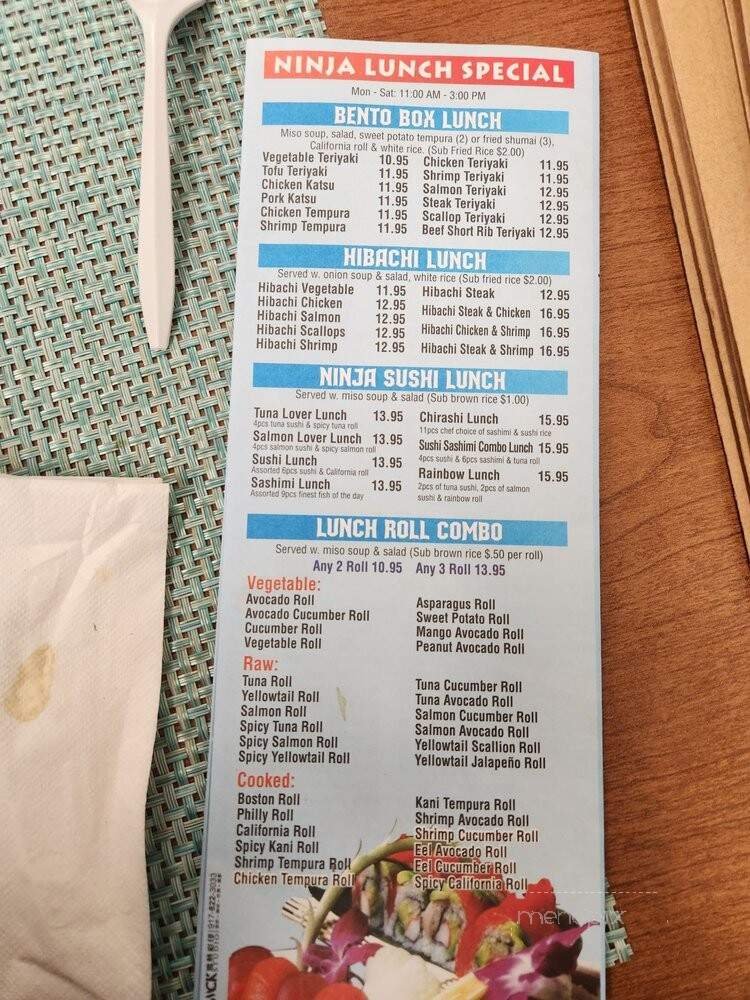 NINJA LUNCH SPECIAL
Mon - Sat: 11:00 AM - 3:00 PM
BENTO BOX LUNCH
Miso soup, salad, sweet potato tempura (2) or fried shumai (3),
California roll & white rice. (Sub Fried Rice $2.00)
Vegetable Teriyaki 10.95
Tofu Teriyaki 11.95
Chicken Katsu 11.95
Pork Katsu 11.95
Chicken Tempura 11.95
Shrimp Tempura 11.95
Chicken Teriyaki 11.95
Shrimp Teriyaki 11.95
Salmon Teriyaki 12.95
Steak Teriyaki 12.95
Scallop Teriyaki 12.95
Beef Short Rib Teriyaki 12.95
HIBACHI LUNCH
Served w. onion soup & salad, white rice (Sub fried rice $2.00)
Hibachi Vegetable 11.95
Hibachi Chicken 12.95
Hibachi Salmon 12.95
Hibachi Scallops 12.95
Hibachi Shrimp 12.95
Hibachi Steak 12.95
Hibachi Steak & Chicken 16.95
Hibachi Chicken & Shrimp 16.95
Hibachi Steak & Shrimp 16.95
NINJA SUSHI LUNCH
Served w. miso soup & salad (Sub brown rice $1.00)
Tuna Lover Lunch 13.95
4pcs tuna sushi & spicy tuna roll
Salmon Lover Lunch 13.95
4pcs salmon sushi & spicy salmon roll
Sushi Lunch 13.95
Assorted 6pcs sushi & California roll
Sashimi Lunch 13.95
Assorted 9pcs finest fish of the day
Chirashi Lunch 15.95
11pcs chef choice of sashimi & sushi rice
Sushi Sashimi Combo Lunch 15.95
4pcs sushi & 6pcs sashimi & tuna roll
Rainbow Lunch 15.95
2pcs of tuna sushi, 2pcs of salmon
sushi & rainbow roll
LUNCH ROLL COMBO
Served w. miso soup & salad (Sub brown rice $.50 per roll)
Any 2 Roll 10.95 Any 3 Roll 13.95
Vegetable:
Avocado Roll
Avocado Cucumber Roll
Cucumber Roll
Vegetable Roll
Asparagus Roll
Sweet Potato Roll
Mango Avocado Roll
Peanut Avocado Roll
Raw:
Tuna Roll
Yellowtail Roll
Salmon Roll
Spicy Tuna Roll
Spicy Salmon Roll
Spicy Yellowtail Roll
Tuna Cucumber Roll
Tuna Avocado Roll
Salmon Cucumber Roll
Salmon Avocado Roll
Yellowtail Scallion Roll
Yellowtail Jalapeño Roll
Cooked:
Boston Roll
Philly Roll
California Roll
Spicy Kani Roll
Shrimp Tempura Roll
Chicken Tempura Roll
Kani Tempura Roll
Shrimp Avocado Roll
Shrimp Cucumber Roll
Eel Avocado Roll
Eel Cucumber Roll
Spicy California Roll
917-822-3033